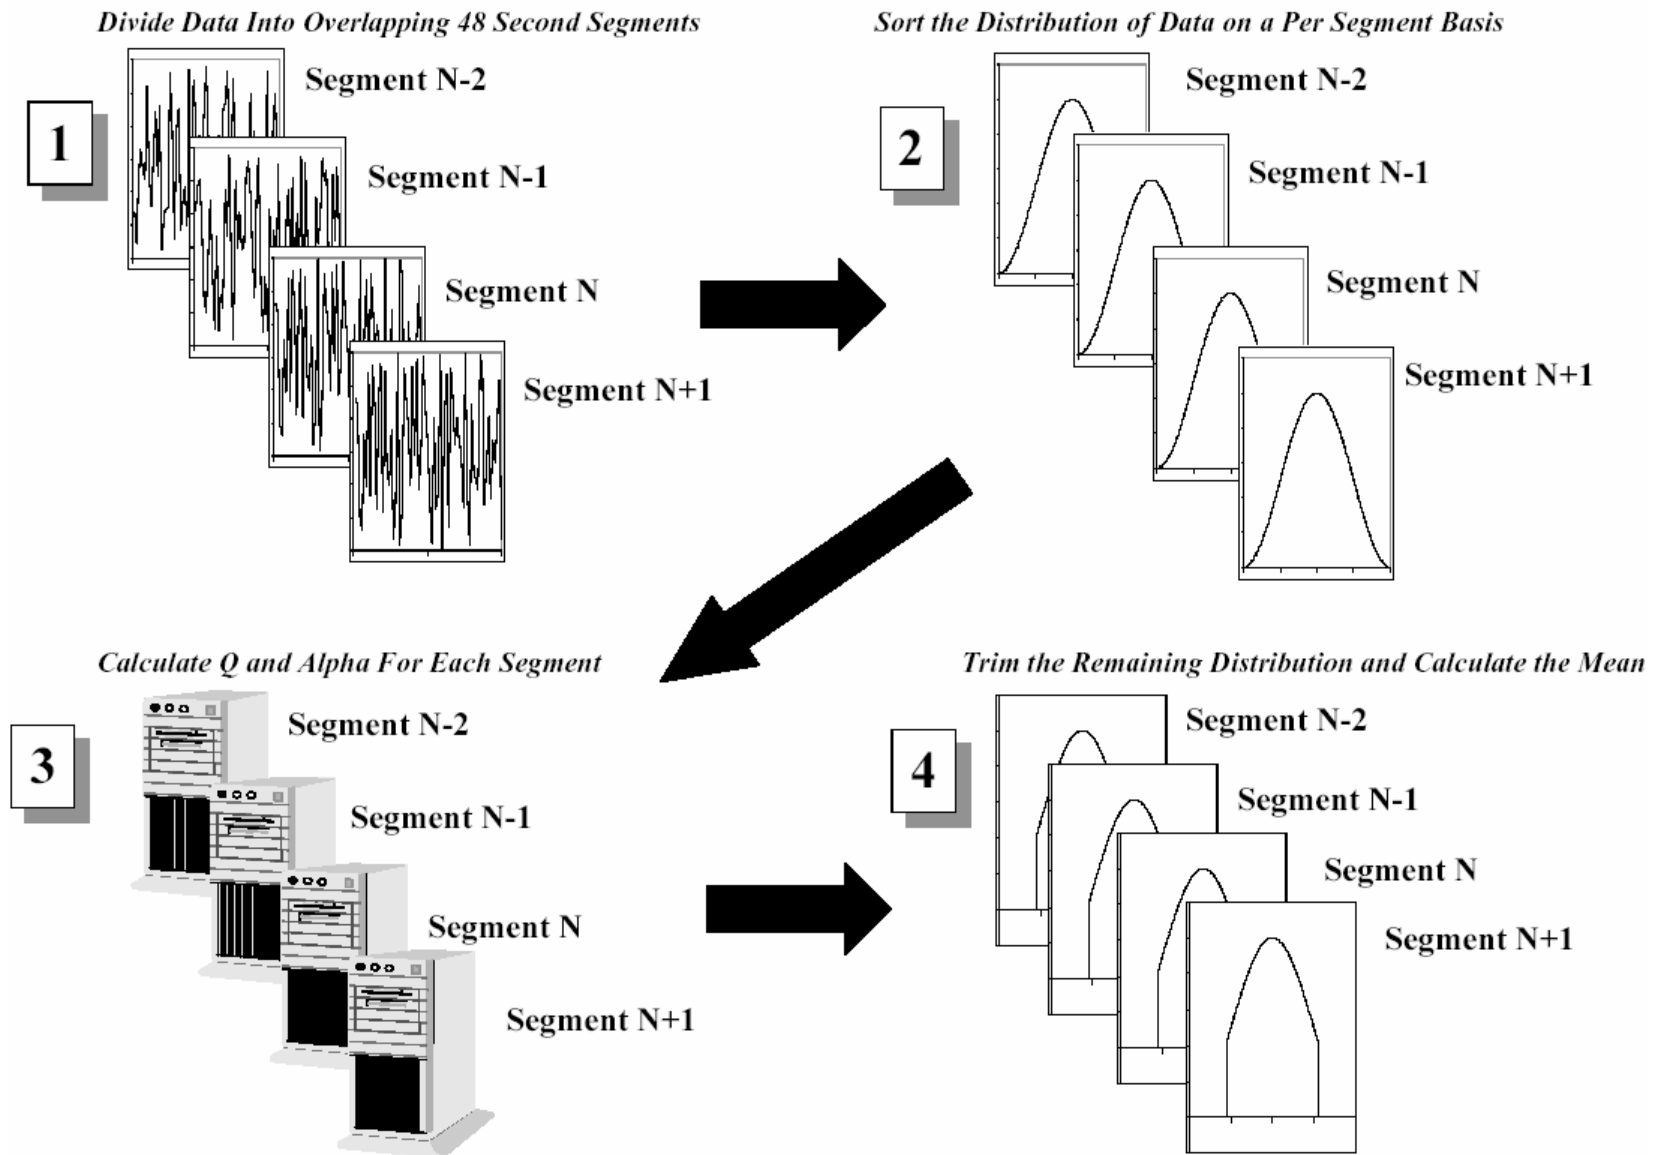 Divide Data Into Overlapping 48 Second Segments
1
Segment N-2
Segment N-1
Segment N
Segment N+1
Sort the Distribution of Data on a Per Segment Basis
2
Segment N-2
Segment N-1
Segment N
Segment N+1
Calculate Q and Alpha For Each Segment
3
Segment N-2
Segment N-1
Segment N
Segment N+1
Trim the Remaining Distribution and Calculate the Mean
4
Segment N-2
Segment N-1
Segment N
Segment N+1